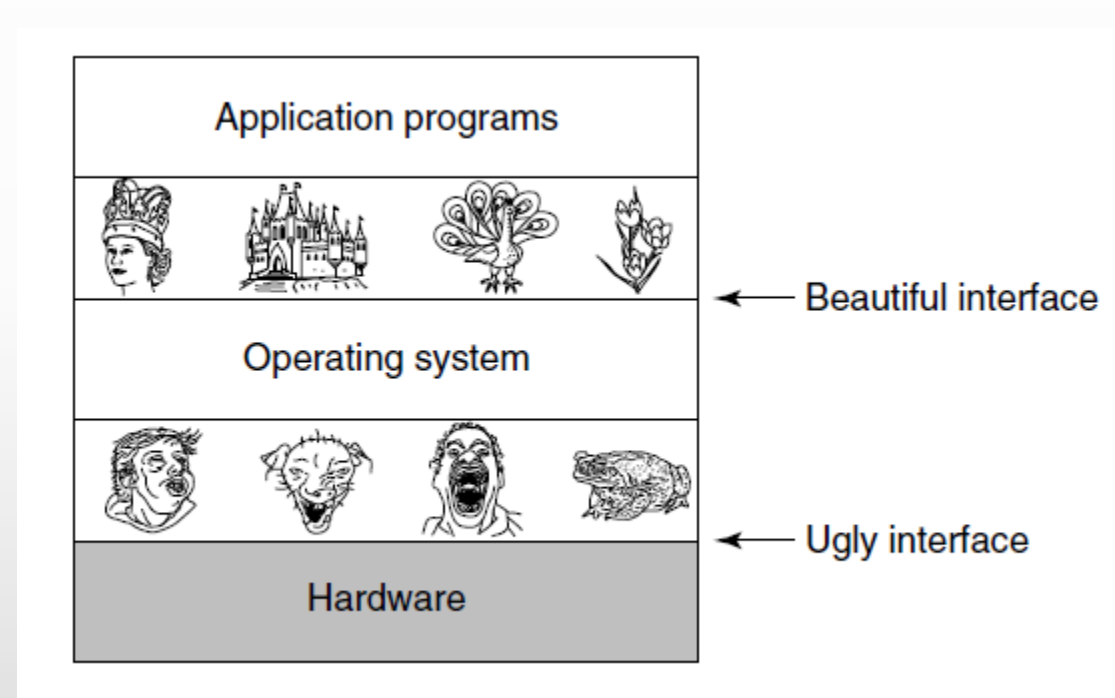 Application programs
Beautiful interface
Operating system
Ugly interface
Hardware